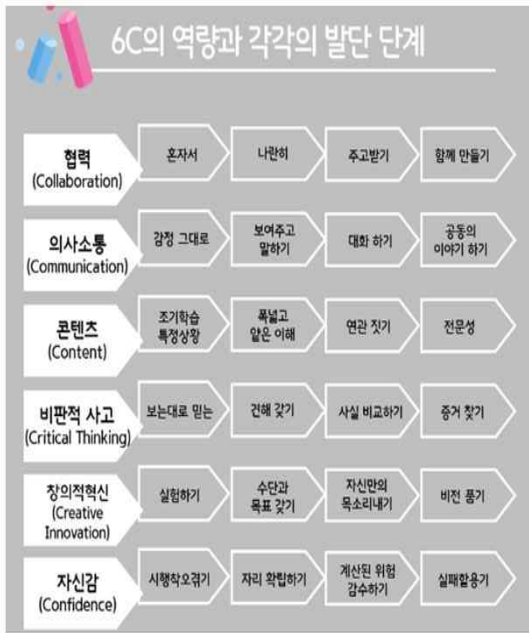 6C의 역량과 각각의 발단 단계
협력
(Collaboration)
혼자서
나란히
주고받기
함께 만들기
의사소통
(Communication)
감정 그대로
보여주고
말하기
대화 하기
공동의
이야기 하기
콘텐츠
(Content)
조기학습
특정상황
폭넓고
얕은 이해
연관 짓기
전문성
비판적 사고
(Critical Thinking)
보는대로 믿는
견해 갖기
사실 비교하기
증거 찾기
창의적혁신
(Creative
Innovation)
실험하기
수단과
목표 갖기
자신만의
목소리내기
비전 품기
자신감
(Confidence)
시행착오겪기
자리 확립하기
계산된 위험
감수하기
실패활용기